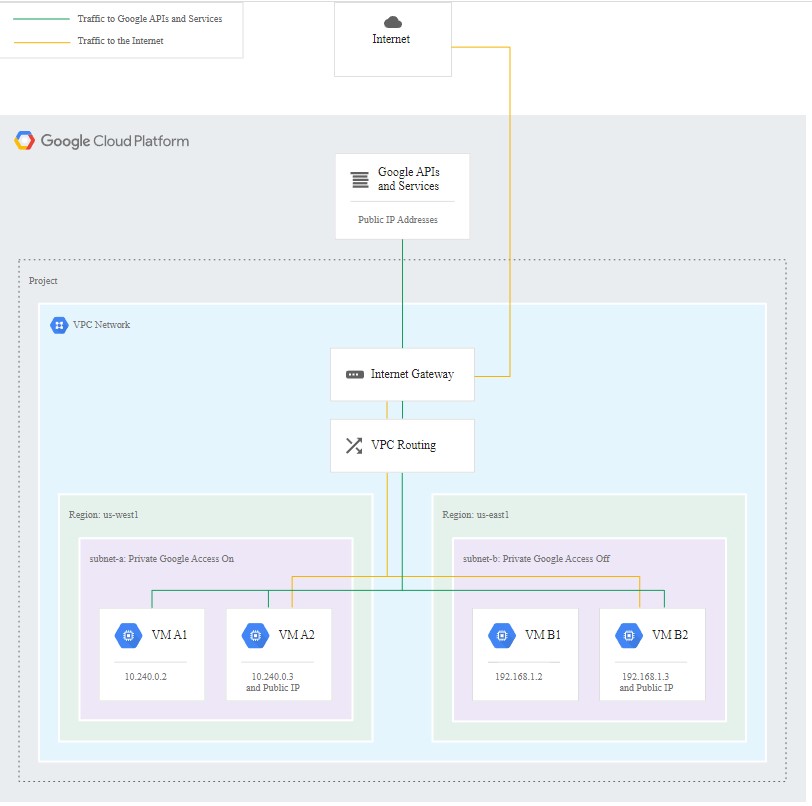 Traffic to Google APIs and Services
Traffic to the Internet
Internet
Google Cloud Platform
Google APIs
and Services
Public IP Addresses
Project
VPC Network
Internet Gateway
VPC Routing
Region: us-west1
subnet-a: Private Google Access On
VM A1
10.240.0.2
VM A2
10.240.0.3
and Public IP
Region: us-east1
subnet-b: Private Google Access Off
VM B1
192.168.1.2
VM B2
192.168.1.3
and Public IP